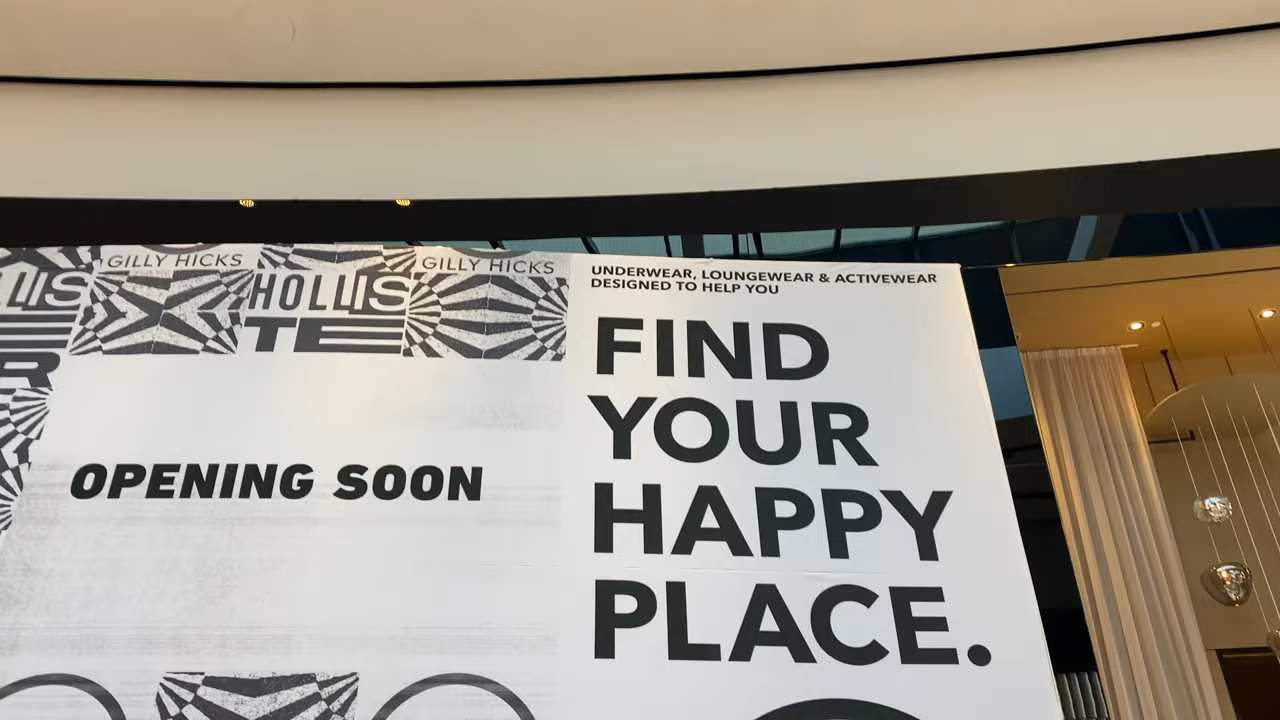 GILLY HICKS
GILLY HICKS
LLIS
HOLLIS
TE
R
UNDERWEAR, LOUNGEWEAR & ACTIVEWEAR
DESIGNED TO HELP YOU
OPENING SOON
FIND
YOUR
HAPPY
PLACE.